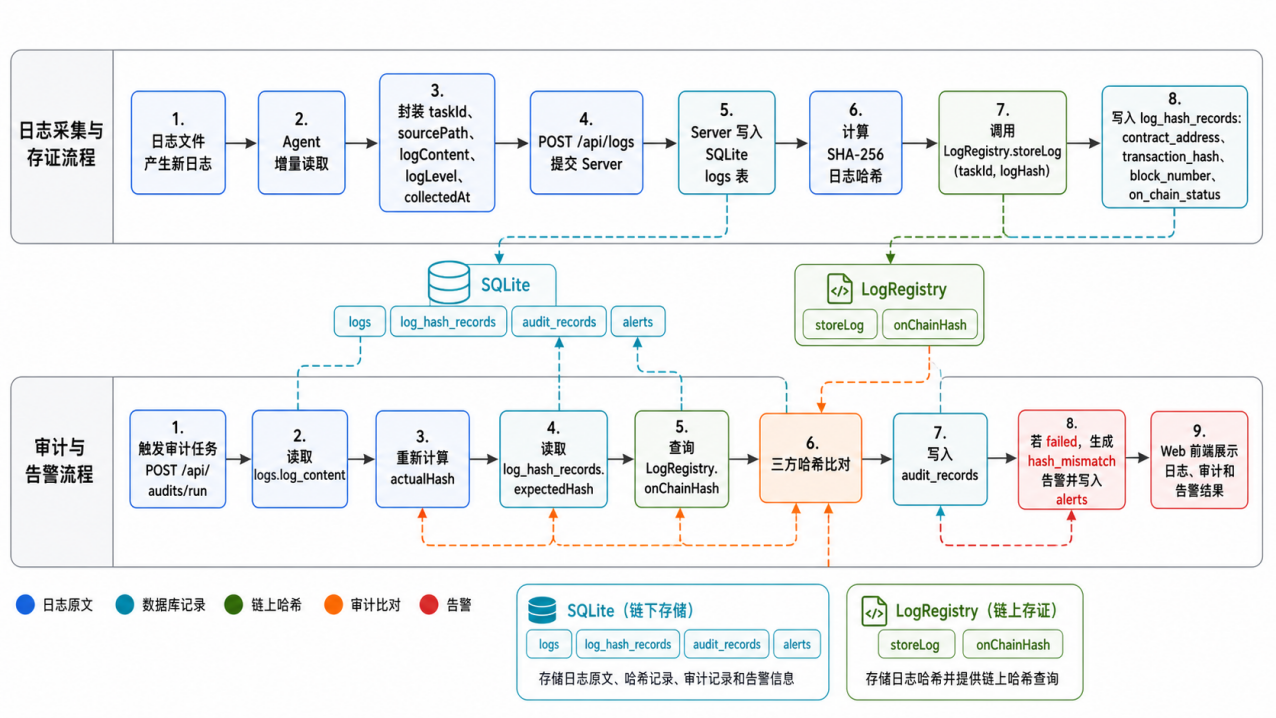 日志采集与
存证流程
1.
日志文件
产生新日志
2.
Agent
增量读取
3.
封装 taskId、
sourcePath、
logContent、
logLevel、
collectedAt
4.
POST /api/logs
提交 Server
5.
Server 写入
SQLite
logs 表
6.
计算
SHA-256
日志哈希
7.
调用
LogRegistry.storeLog
(taskId, logHash)
8.
写入 log_hash_records:
contract_address、
transaction_hash、
block_number、
on_chain_status
SQLite
logs
log_hash_records
audit_records
alerts
LogRegistry
storeLog
onChainHash
审计与
告警流程
1.
触发审计任务
POST /api/
audits/run
2.
读取
logs.log_content
3.
重新计算
actualHash
4.
读取
log_hash_records.
expectedHash
5.
查询
LogRegistry.
onChainHash
6.
三方哈希比对
7.
写入
audit_records
8.
若 failed，生成
hash_mismatch
告警并写入
alerts
9.
Web 前端展示
日志、审计和
告警结果
日志原文
数据库记录
链上哈希
审计比对
告警
SQLite（链下存储）
logs
log_hash_records
audit_records
alerts
存储日志原文、哈希记录、审计记录和告警信息
LogRegistry（链上存证）
storeLog
onChainHash
存储日志哈希并提供链上哈希查询